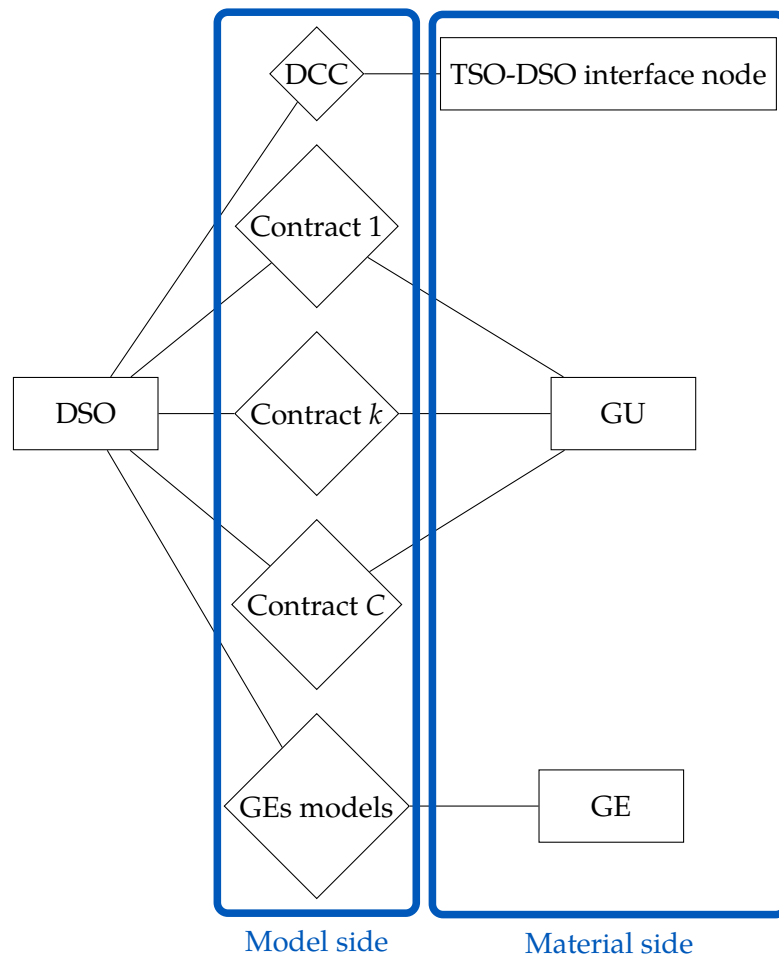 DCC
TSO-DSO interface node
Contract 1
DSO
Contract k
GU
Contract C
GEs models
GE
Model side
Material side